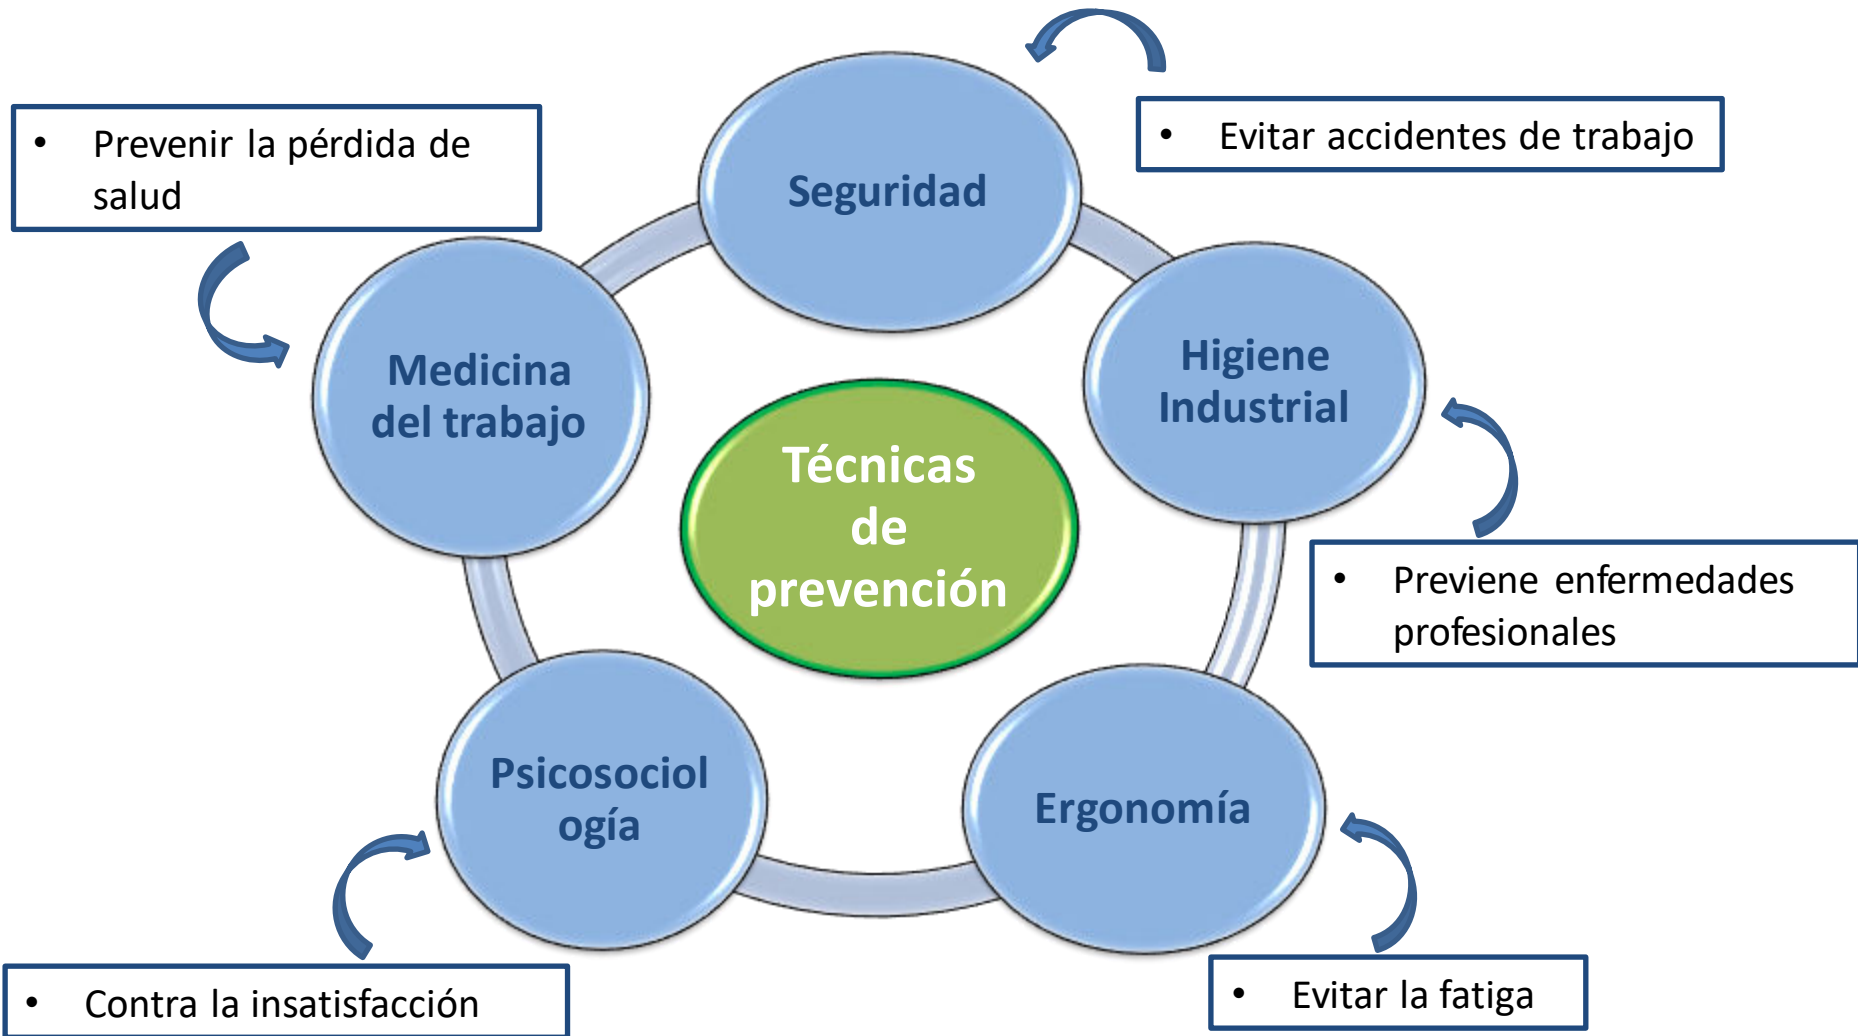 • Evitar accidentes de trabajo
• Prevenir la pérdida de
salud
Seguridad
Medicina
del trabajo
Higiene
Industrial
Técnicas
de
prevención
• Previene enfermedades
profesionales
Psicosociol
ogía
Ergonomía
• Contra la insatisfacción
• Evitar la fatiga